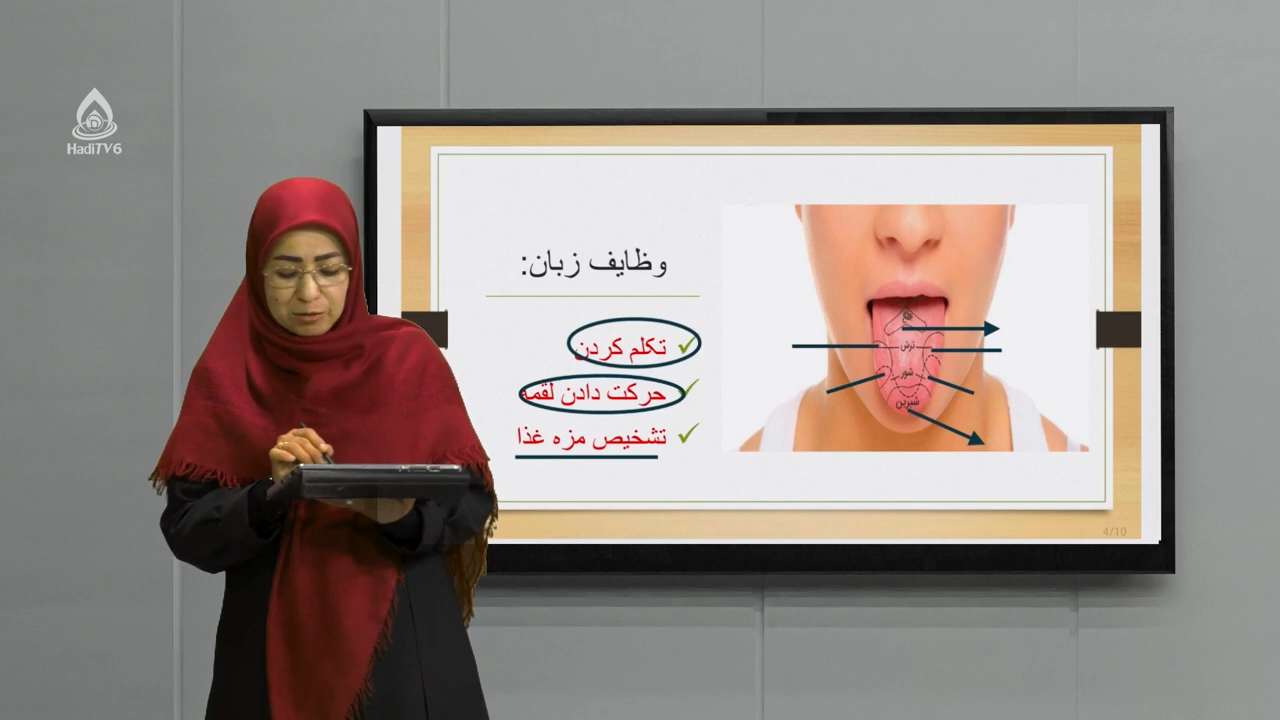 HadiTV6
وظایف زبان:
تکلم کردن
حرکت دادن لقمه
تشخیص مزه غذا
ترش
شور
شیرین
4/10